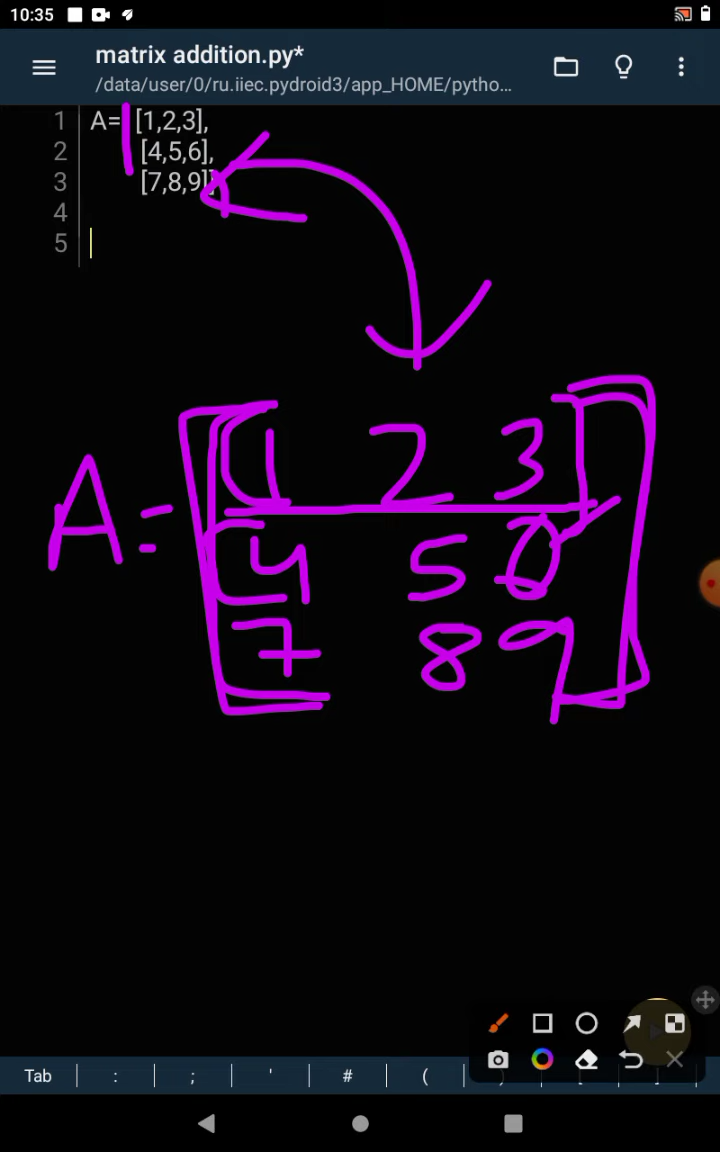 10:35
matrix addition.py*
/data/user/0/ru.iiec.pydroid3/app_HOME/pytho...
1 A=[[1,2,3],
2 [4,5,6],
3 [7,8,9]]
4
5
A = [[1 2 3]
[4 5 6
7 8 9]
Tab : ; ' # ( ) [ ]